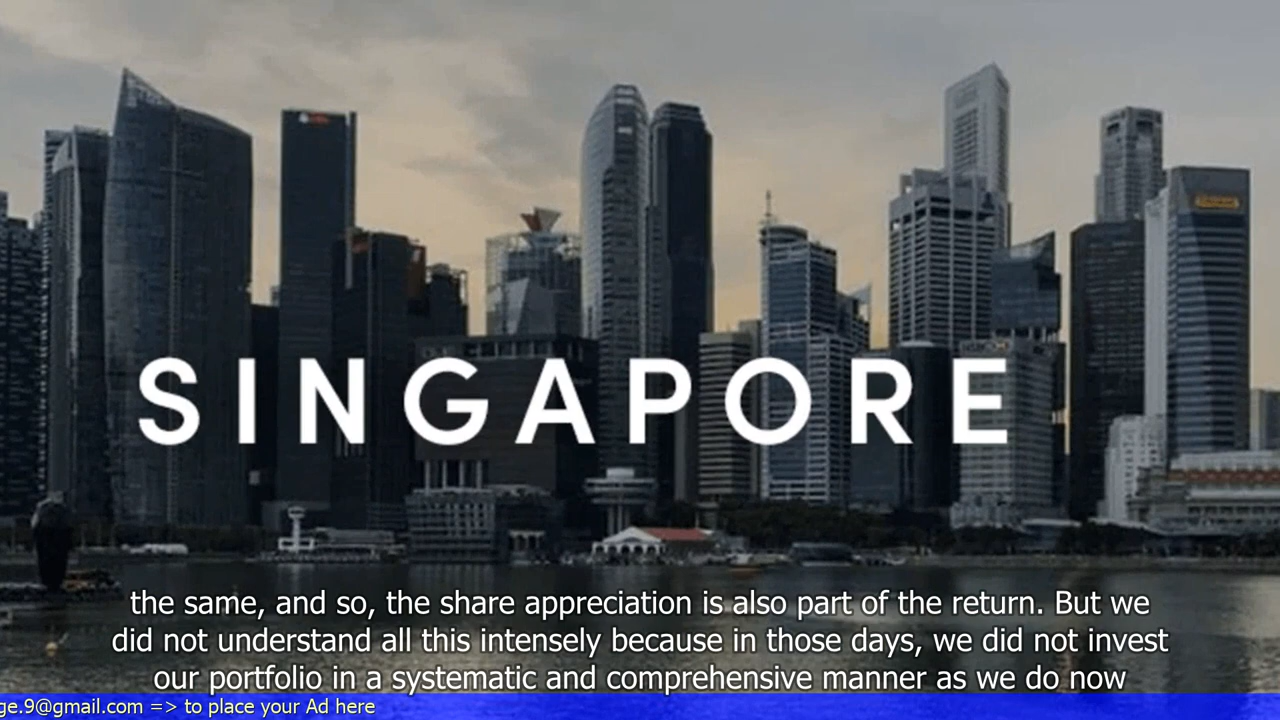 SINGAPORE
the same, and so, the share appreciation is also part of the return. But we
did not understand all this intensely because in those days, we did not invest
our portfolio in a systematic and comprehensive manner as we do now
ge.9@gmail.com => to place your Ad here